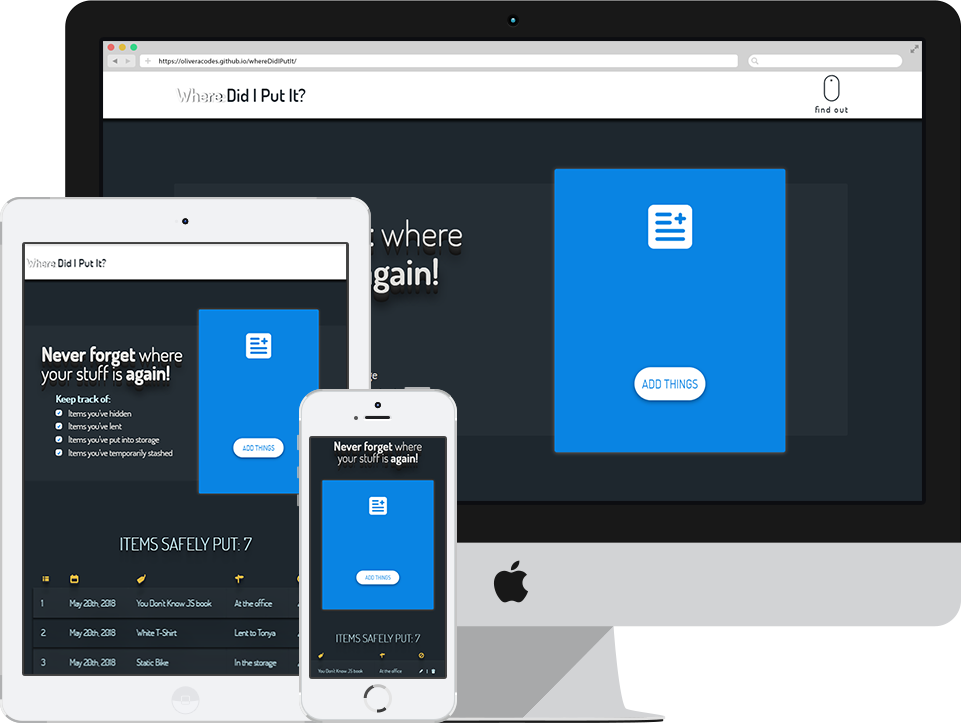 https://oliveracodes.github.io/whereDidIPutIt/
Where Did I Put It?
find out
where
again!
ADD THINGS
Where Did I Put It?
Never forget where
your stuff is again!
Keep track of:
Items you've hidden
Items you've lent
Items you've put into storage
Items you've temporarily stashed
ADD THINGS
ITEMS SAFELY PUT: 7
1 May 20th, 2018 You Don't Know JS book At the office
2 May 20th, 2018 White T-Shirt Lent to Tonya
3 May 20th, 2018 Static Bike In the storage
Never forget where
your stuff is again!
ADD THINGS
ITEMS SAFELY PUT: 7
You Don't Know JS book At the office